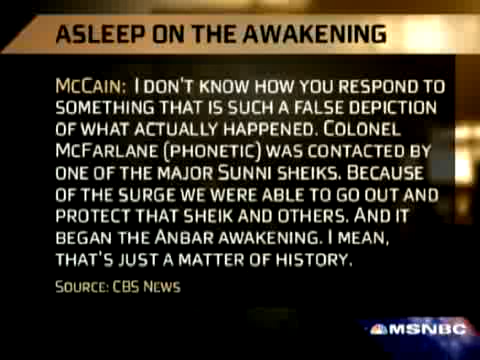 ASLEEP ON THE AWAKENING
MCCAIN: I DON'T KNOW HOW YOU RESPOND TO
SOMETHING THAT IS SUCH A FALSE DEPICTION
OF WHAT ACTUALLY HAPPENED. COLONEL
MCFARLANE (PHONETIC) WAS CONTACTED BY
ONE OF THE MAJOR SUNNI SHEIKS. BECAUSE
OF THE SURGE WE WERE ABLE TO GO OUT AND
PROTECT THAT SHEIK AND OTHERS. AND IT
BEGAN THE ANBAR AWAKENING. I MEAN,
THAT'S JUST A MATTER OF HISTORY.
SOURCE: CBS NEWS
MSNBC